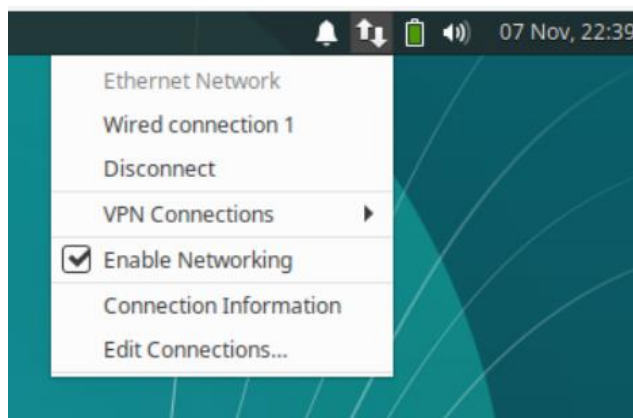 07 Nov, 22:39
Ethernet Network
Wired connection 1
Disconnect
VPN Connections
Enable Networking
Connection Information
Edit Connections...